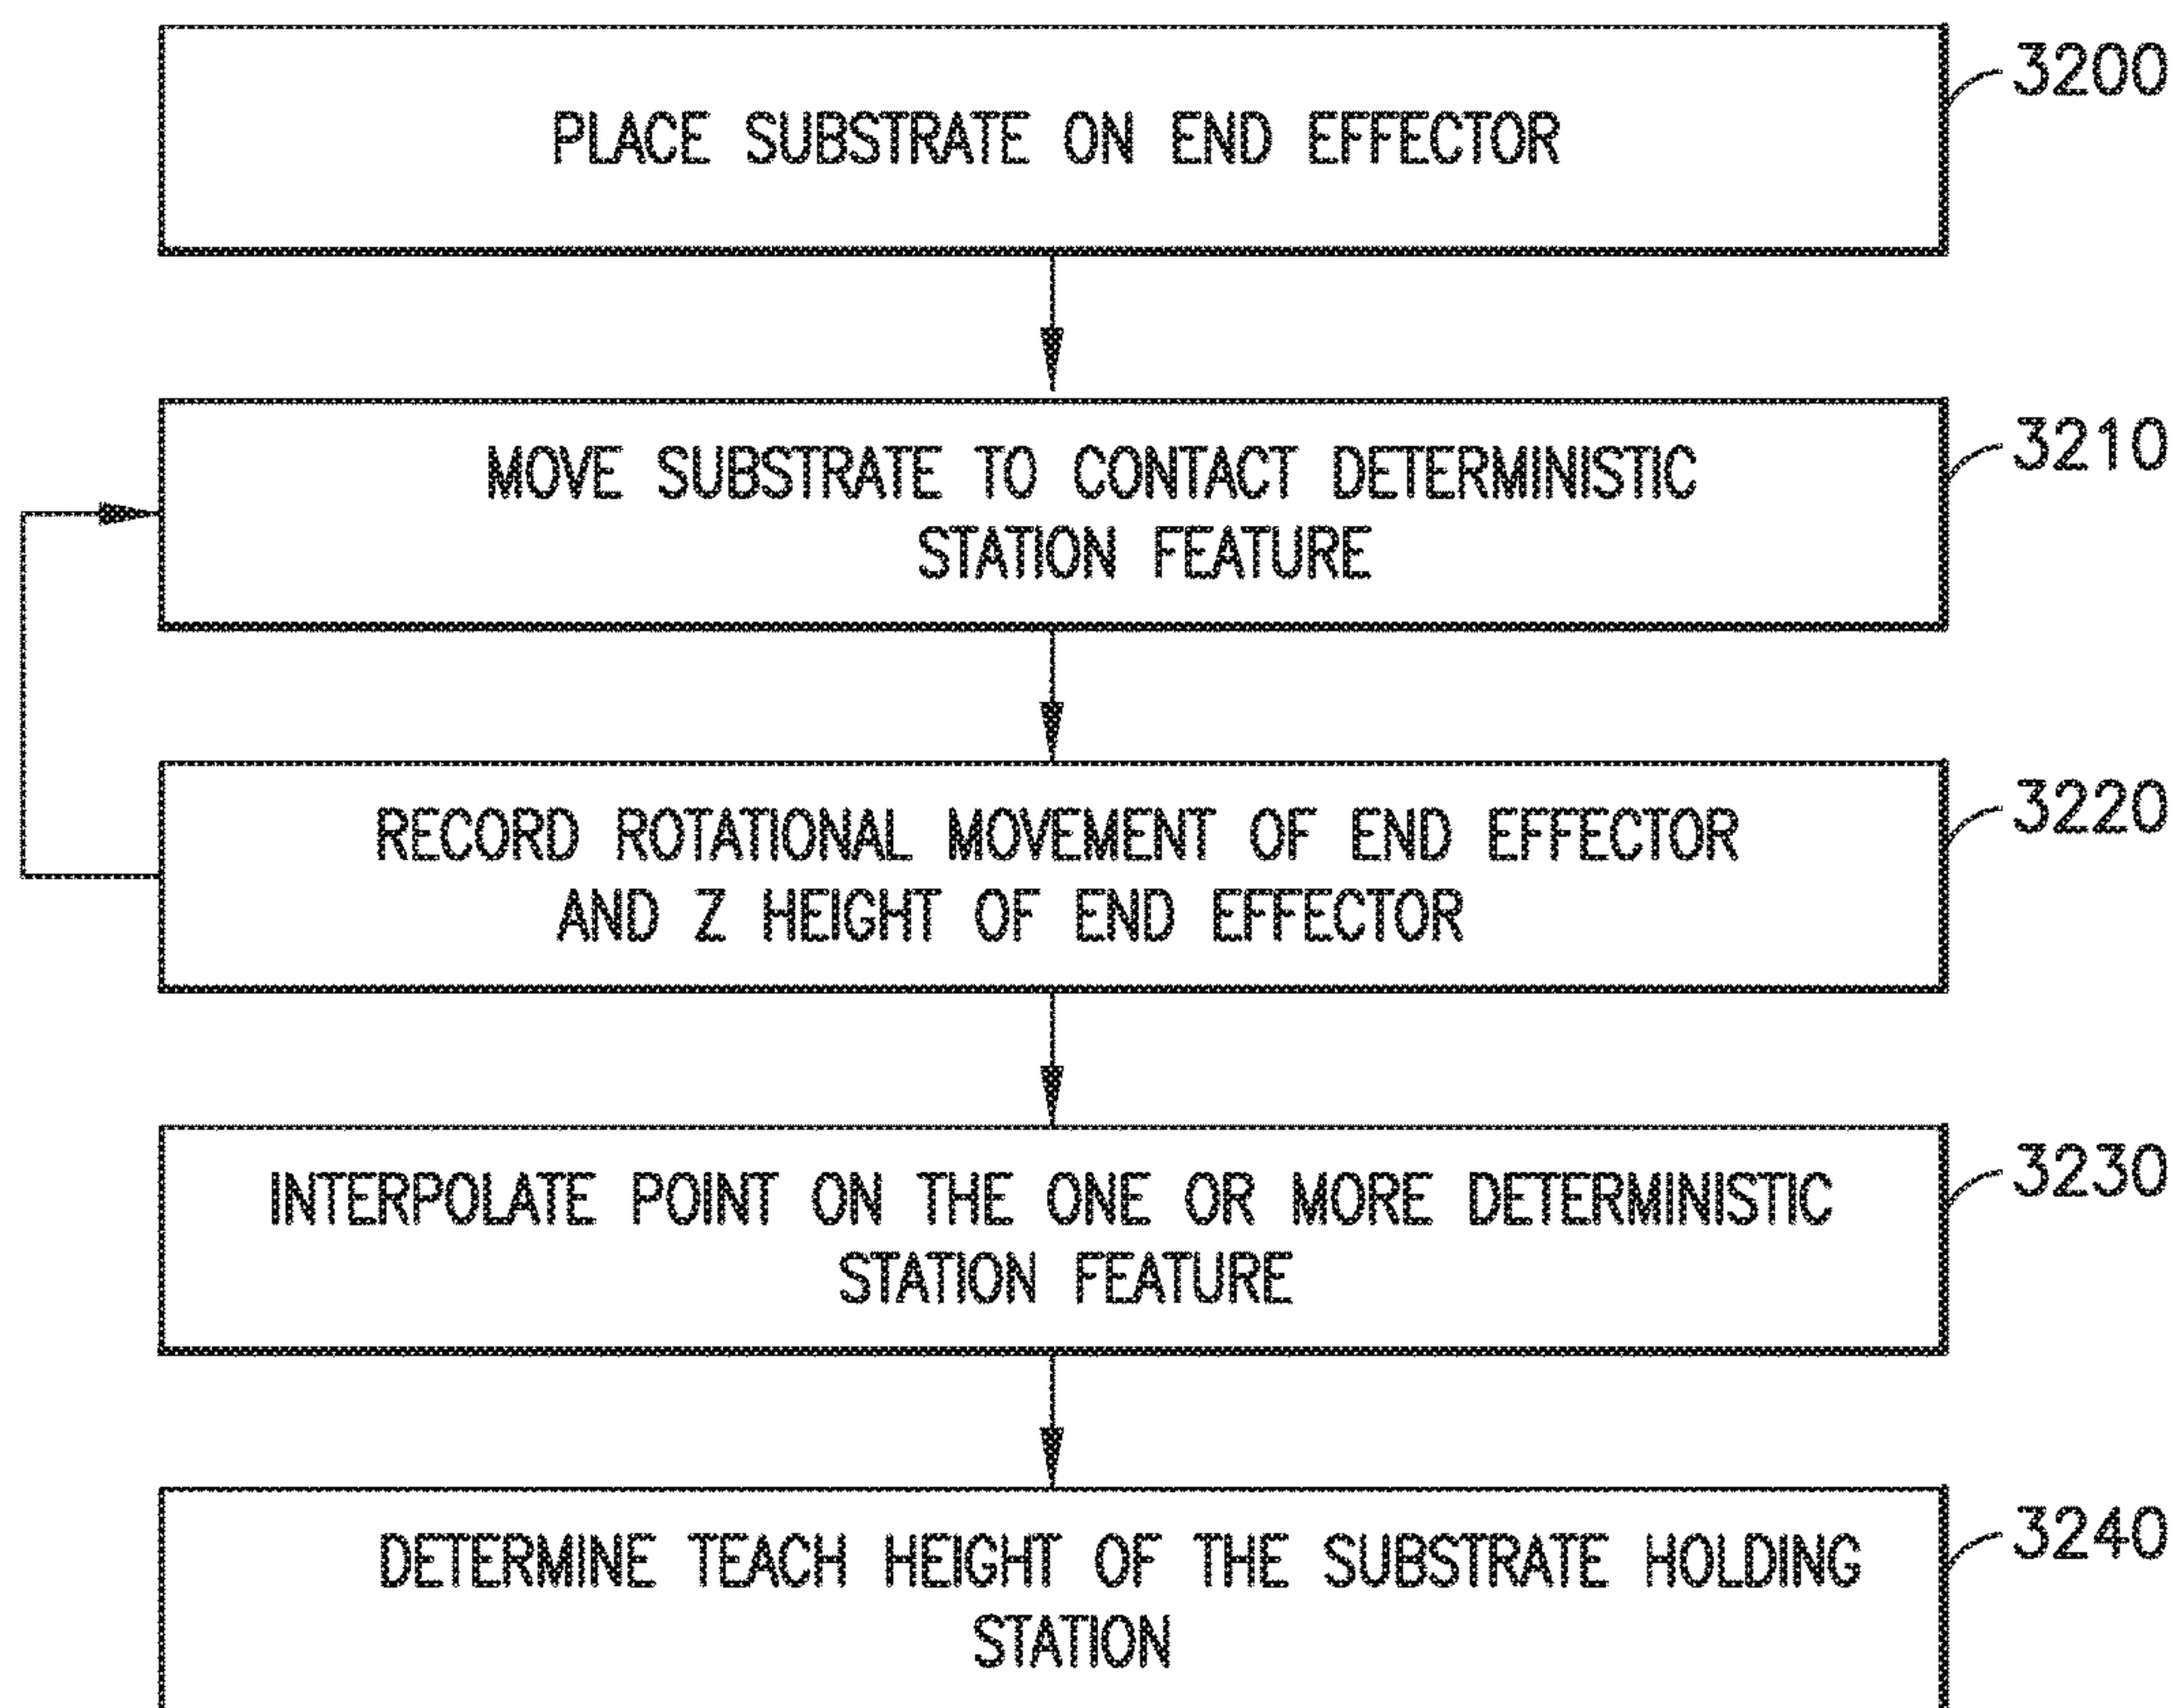 PLACE SUBSTRATE ON END EFFECTOR
3200
MOVE SUBSTRATE TO CONTACT DETERMINISTIC
STATION FEATURE
3210
RECORD ROTATIONAL MOVEMENT OF END EFFECTOR
AND Z HEIGHT OF END EFFECTOR
3220
INTERPOLATE POINT ON THE ONE OR MORE DETERMINISTIC
STATION FEATURE
3230
DETERMINE TEACH HEIGHT OF THE SUBSTRATE HOLDING
STATION
3240